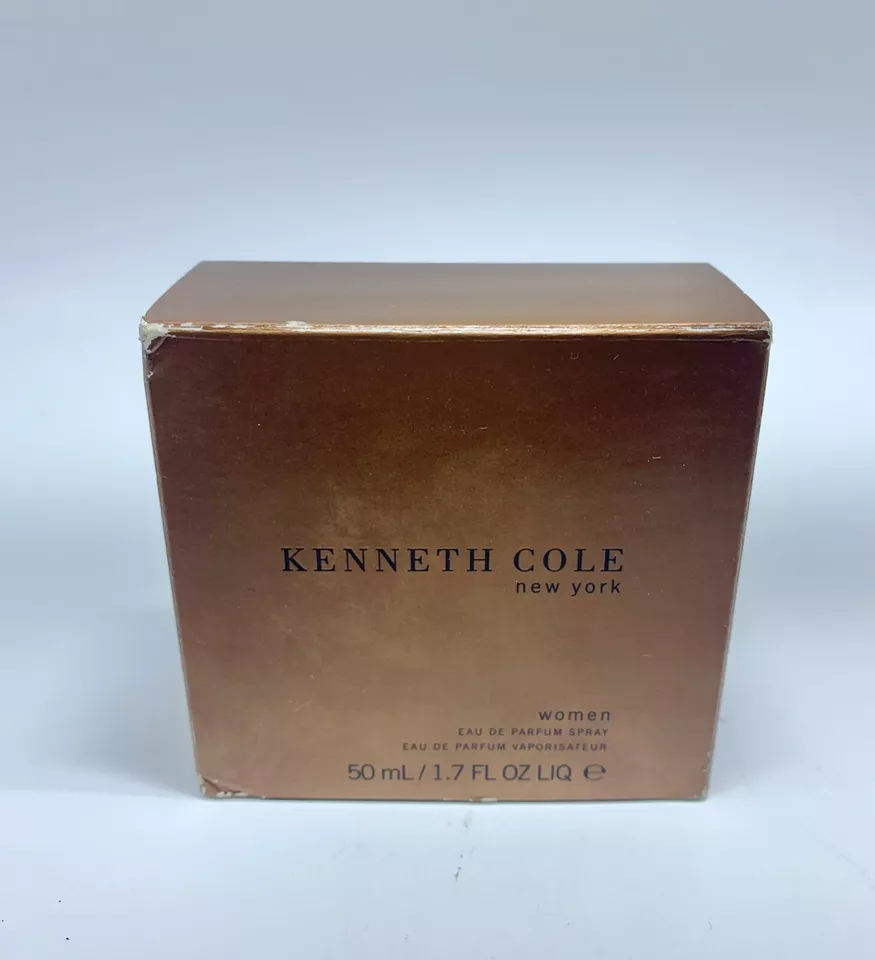 KENNETH COLE
new york
women
EAU DE PARFUM SPRAY
EAU DE PARFUM VAPORISATEUR
50 mL / 1.7 FL OZ LIQ ℮